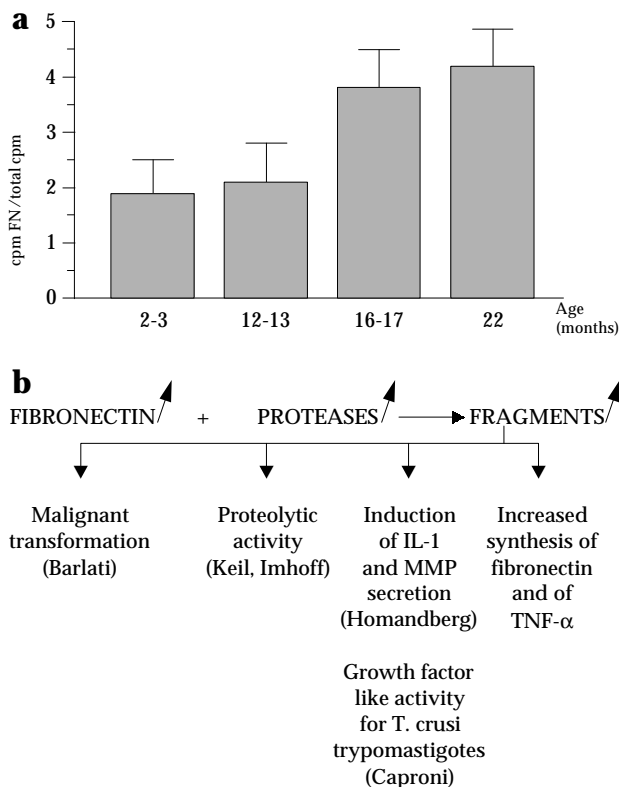 a
cpm FN/total cpm
5
4
3
2
1
0
2-3 12-13 16-17 22
Age
(months)
b
FIBRONECTIN + PROTEASES FRAGMENTS
Malignant
transformation
(Barlati)
Proteolytic
activity
(Keil, Imhoff)
Induction
of IL-1
and MMP
secretion
(Homandberg)
Growth factor
like activity
for T. crusi
trypomastigotes
(Caproni)
Increased
synthesis of
fibronectin
and of
TNF-α